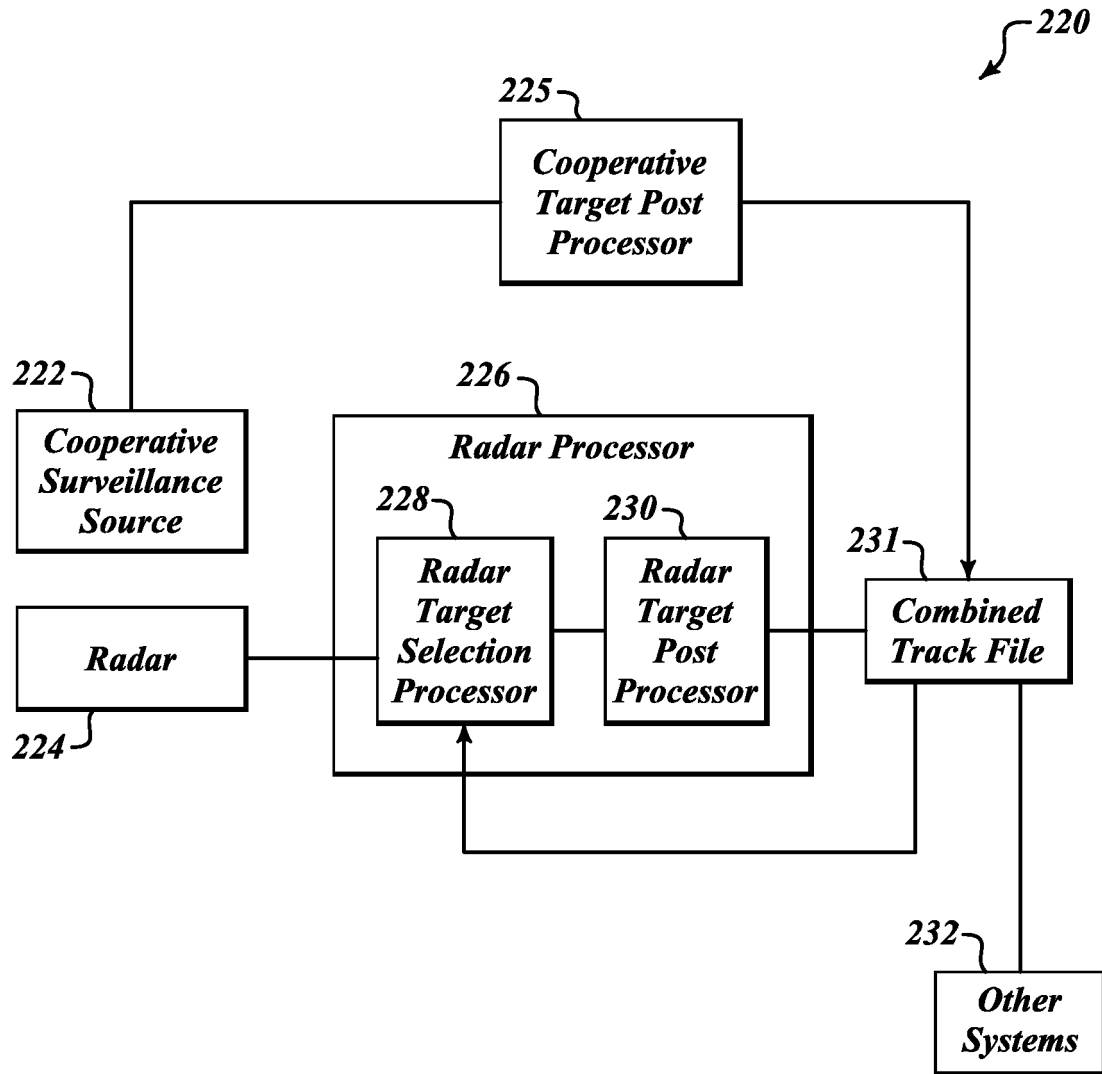 220
225
Cooperative
Target Post
Processor
222
Cooperative
Surveillance
Source
226
Radar Processor
228
Radar
Target
Selection
Processor
230
Radar
Target
Post
Processor
231
Combined
Track File
Radar
224
232
Other
Systems